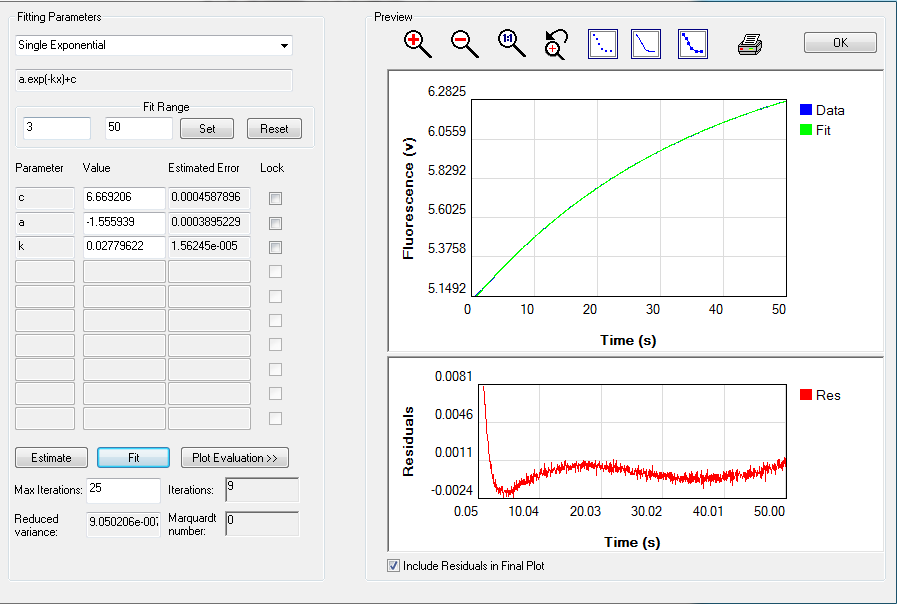 Fitting Parameters
Single Exponential
a.exp(-kx)+c
Fit Range
3 50 Set Reset
Parameter Value Estimated Error Lock
c 6.669206 0.0004587896
a -1.555939 0.0003895229
k 0.02779622 1.56245e-005
Estimate Fit Plot Evaluation >>
Max Iterations: 25 Iterations: 9
Reduced variance: 9.050206e-007 Marquardt number: 0
Preview
OK
6.2825
6.0559
5.8292
5.6025
5.3758
5.1492
Fluorescence (v)
0 10 20 30 40 50
Time (s)
Data
Fit
0.0081
0.0046
0.0011
-0.0024
Residuals
0.05 10.04 20.03 30.02 40.01 50.00
Time (s)
Res
Include Residuals in Final Plot